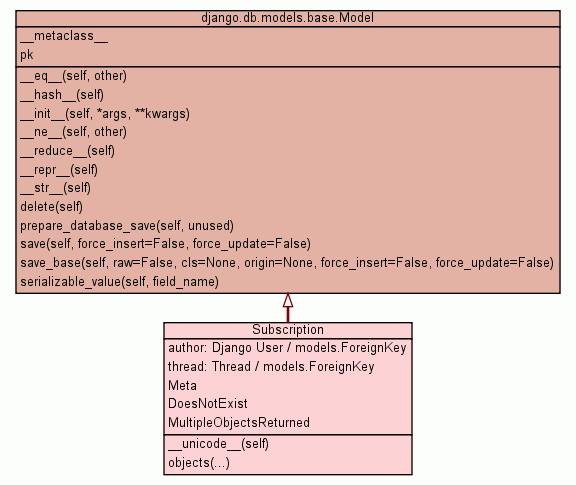 django.db.models.base.Model
__metaclass__
pk
__eq__(self, other)
__hash__(self)
__init__(self, *args, **kwargs)
__ne__(self, other)
__reduce__(self)
__repr__(self)
__str__(self)
delete(self)
prepare_database_save(self, unused)
save(self, force_insert=False, force_update=False)
save_base(self, raw=False, cls=None, origin=None, force_insert=False, force_update=False)
serializable_value(self, field_name)
Subscription
author: Django User / models.ForeignKey
thread: Thread / models.ForeignKey
Meta
DoesNotExist
MultipleObjectsReturned
__unicode__(self)
objects(...)